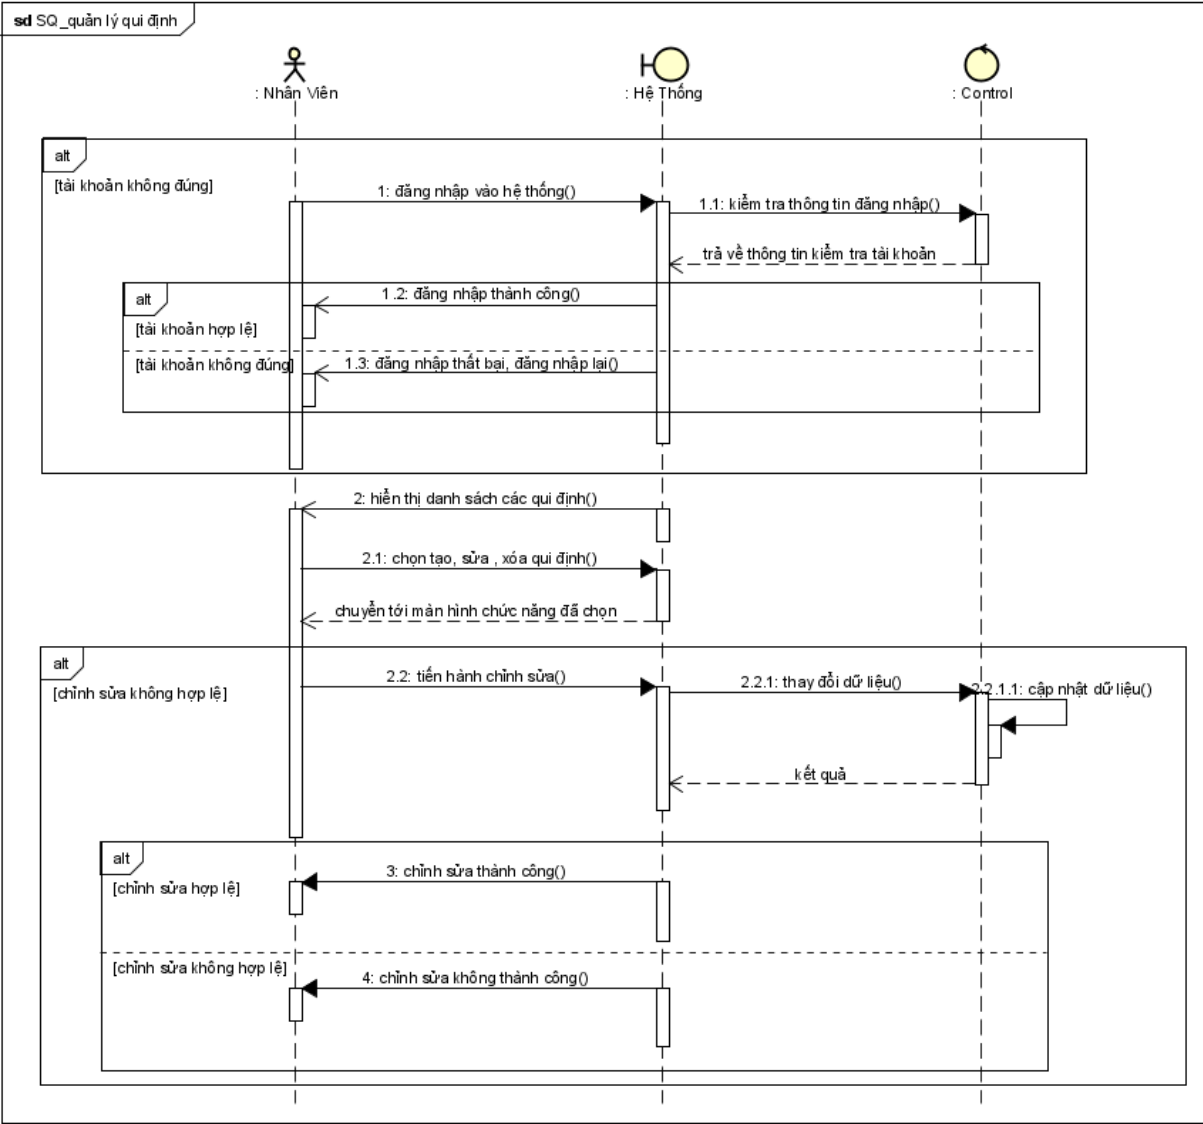 sd SQ_quản lý qui định
: Nhân Viên
: Hệ Thống
: Control
alt
[tài khoản không đúng]
1: đăng nhập vào hệ thống()
1.1: kiểm tra thông tin đăng nhập()
trả về thông tin kiểm tra tài khoản
alt
1.2: đăng nhập thành công()
[tài khoản hợp lệ]
[tài khoản không đúng]
1.3: đăng nhập thất bại, đăng nhập lại()
2: hiển thị danh sách các qui định()
2.1: chọn tạo, sửa , xóa qui định()
chuyển tới màn hình chức năng đã chọn
alt
[chỉnh sửa không hợp lệ]
2.2: tiến hành chỉnh sửa()
2.2.1: thay đổi dữ liệu()
2.2.1.1: cập nhật dữ liệu()
kết quả
alt
3: chỉnh sửa thành công()
[chỉnh sửa hợp lệ]
[chỉnh sửa không hợp lệ]
4: chỉnh sửa không thành công()